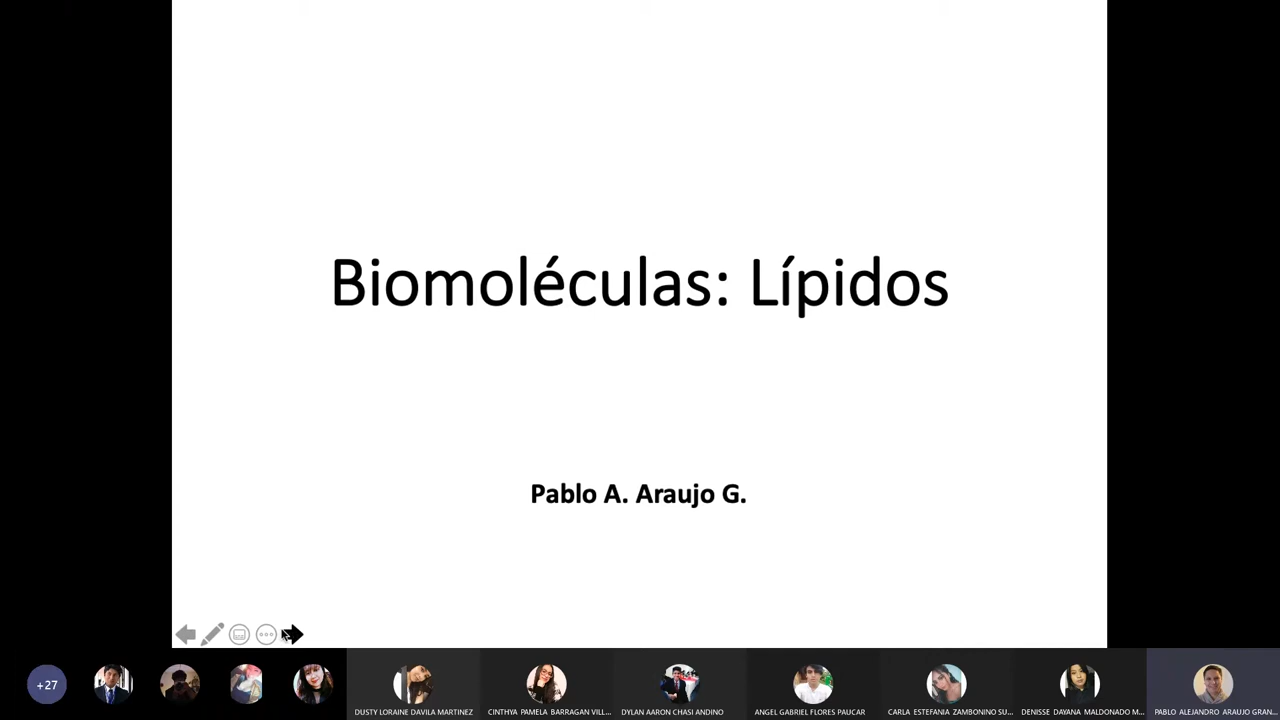 Biomoléculas: Lípidos
Pablo A. Araujo G.
+27
DUSTY LORAINE DAVILA MARTINEZ
CINTHYA PAMELA BARRAGAN VILL...
DYLAN AARON CHASI ANDINO
ANGEL GABRIEL FLORES PAUCAR
CARLA ESTEFANIA ZAMBONINO SU...
DENISSE DAYANA MALDONADO M...
PABLO ALEJANDRO ARAUJO GRAN...